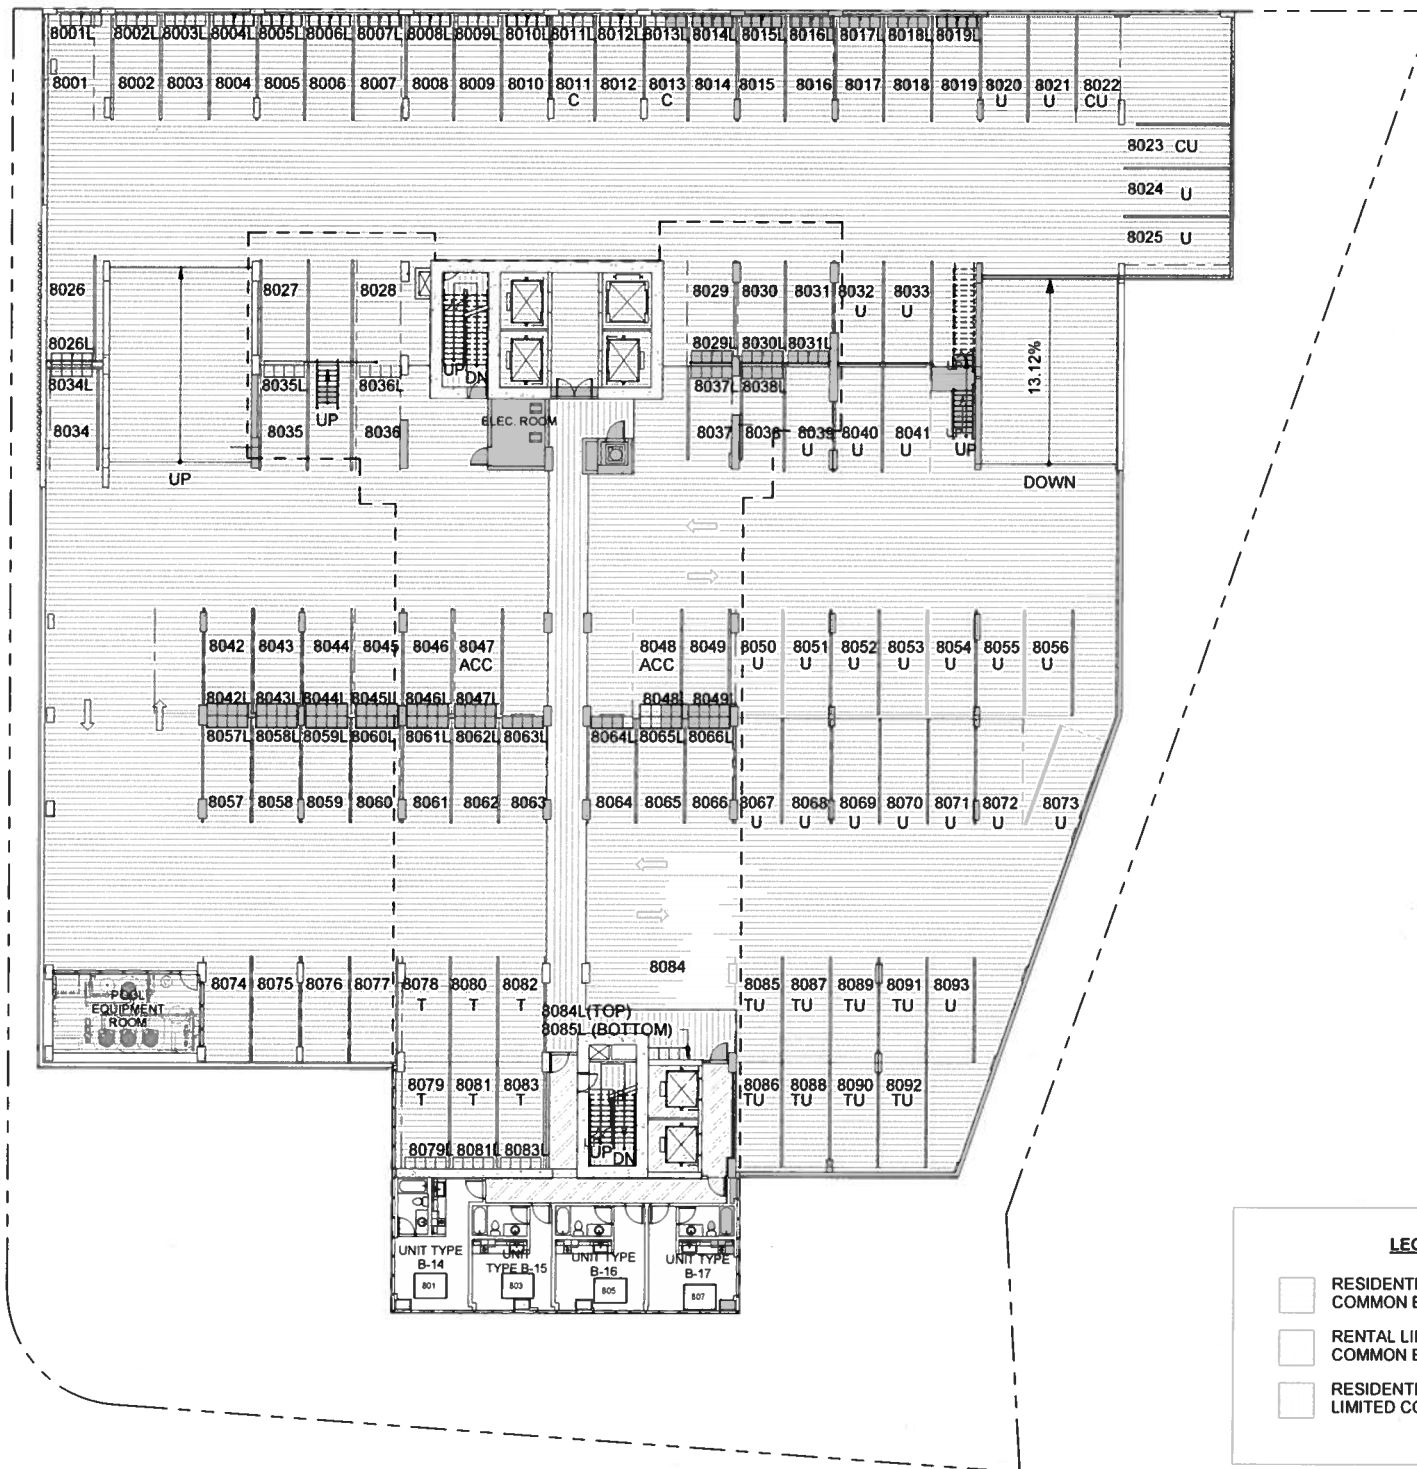 8001L 8002L 8003L 8004L 8005L 8006L 8007L 8008L 8009L 8010L 8011L 8012L 8013L 8014L 8015L 8016L 8017L 8018L 8019L
8001 8002 8003 8004 8005 8006 8007 8008 8009 8010 8011 8012 8013 8014 8015 8016 8017 8018 8019 8020 8021 8022
C C U U CU
8023 CU
8024 U
8025 U
8026 8027 8028 8029 8030 8031 8032 8033
U U
8026L 8029L 8030L 8031L
8034L 8035L 8036L UP DN 8037L 8038L 13.12%
8034 UP 8035 8036 ELEC. ROOM 8037 8038 8039 8040 8041
U U U UP
UP DOWN
8042 8043 8044 8045 8046 8047 8048 8049 8050 8051 8052 8053 8054 8055 8056
ACC ACC U U U U U U U
8042L 8043L 8044L 8045L 8046L 8047L 8048L 8049L
8057L 8058L 8059L 8060L 8061L 8062L 8063L 8064L 8065L 8066L
8057 8058 8059 8060 8061 8062 8063 8064 8065 8066 8067 8068 8069 8070 8071 8072 8073
U U U U U U U
8084
8074 8075 8076 8077 8078 8080 8082 8085 8087 8089 8091 8093
T T T TU TU TU TU U
POOL
EQUIPMENT
ROOM
8084L(TOP)
8085L (BOTTOM)
8079 8081 8083 8086 8088 8090 8092
T T T TU TU TU TU
8079L 8081L 8083L UP DN
UNIT TYPE
B-14
801
UNIT
TYPE B-15
803
UNIT TYPE
B-16
805
UNIT TYPE
B-17
807
LEG
RESIDENTI
COMMON E
RENTAL LI
COMMON E
RESIDENTI
LIMITED CO